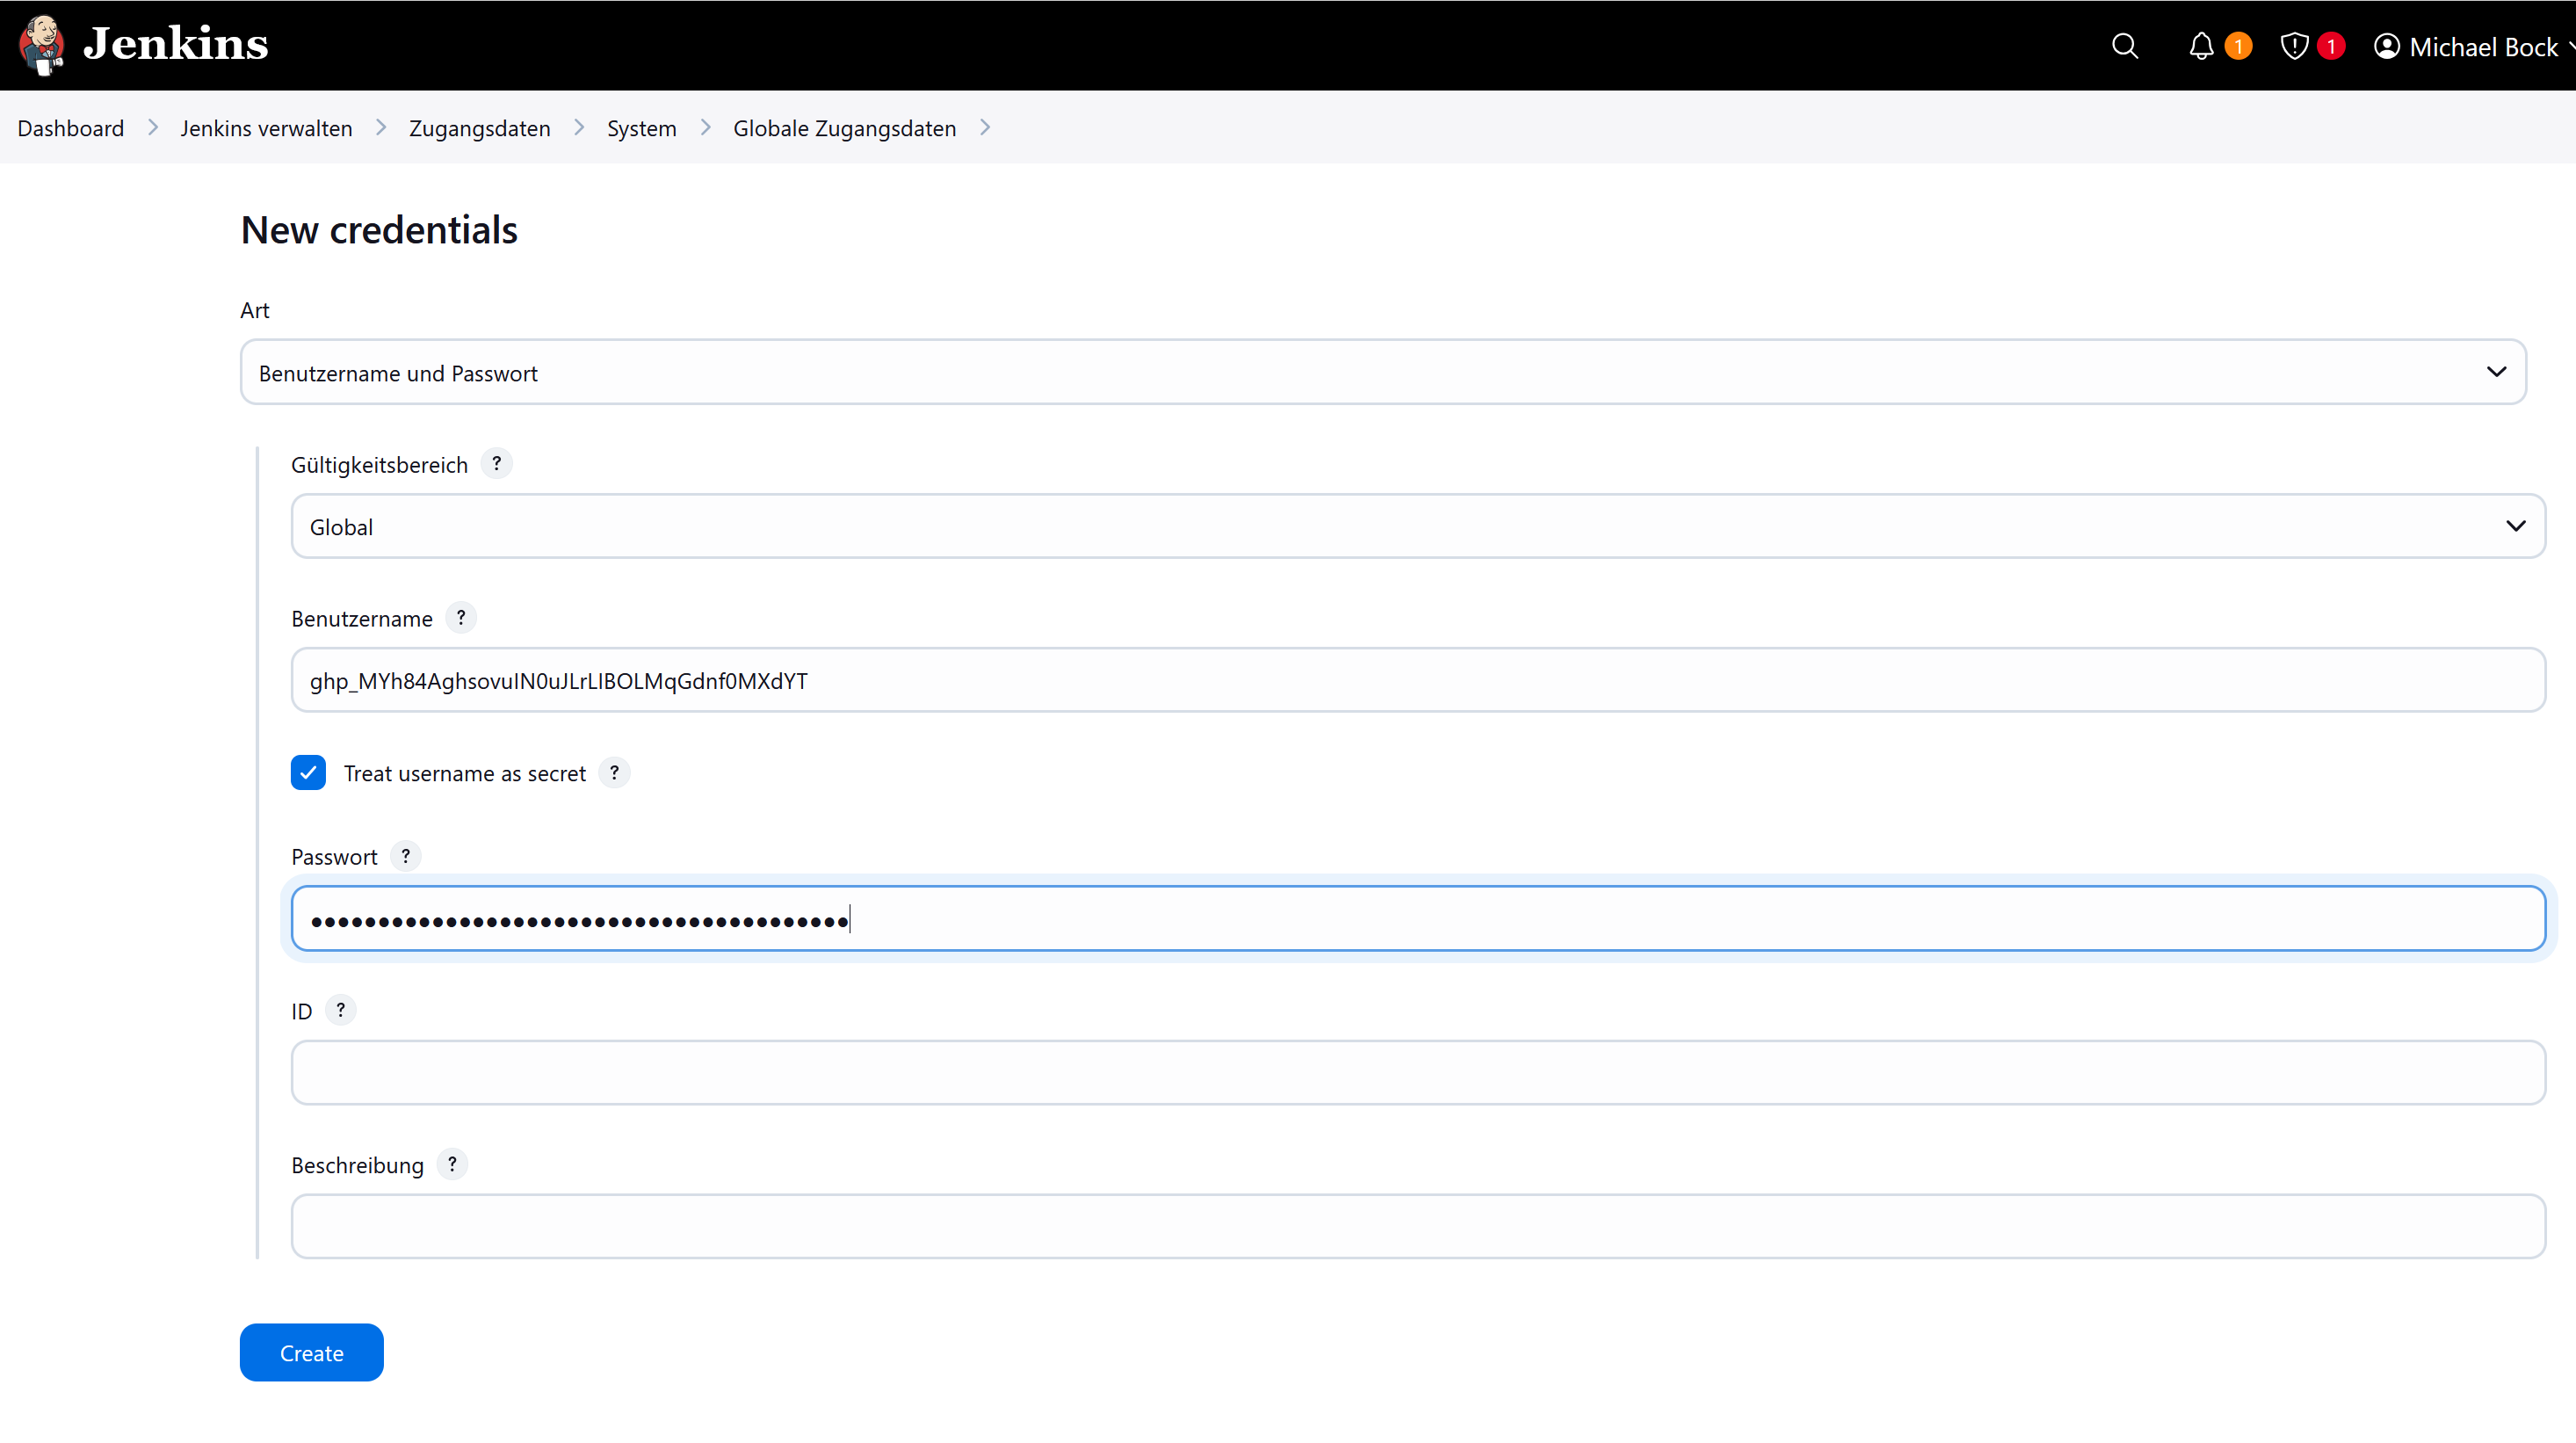 Jenkins
1
1
Michael Bock
Dashboard > Jenkins verwalten > Zugangsdaten > System > Globale Zugangsdaten >
New credentials
Art
Benutzername und Passwort
Gültigkeitsbereich ?
Global
Benutzername ?
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
Treat username as secret ?
Passwort ?
••••••••••••••••••••••••••••••••••••••••
ID ?
Beschreibung ?
Create